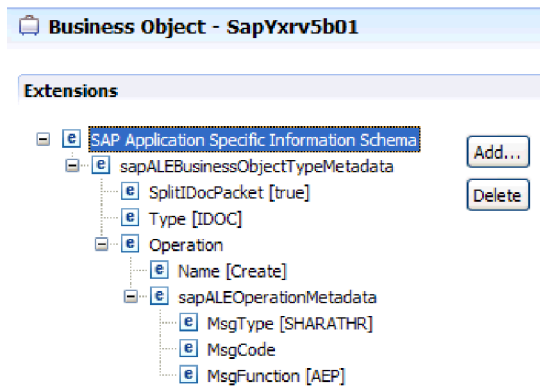 Business Object - SapYxrv5b01
Extensions
SAP Application Specific Information Schema
Add...
sapALEBusinessObjectTypeMetadata
SplitIDocPacket [true]
Delete
Type [IDOC]
Operation
Name [Create]
sapALEOperationMetadata
MsgType [SHARATHR]
MsgCode
MsgFunction [AEP]